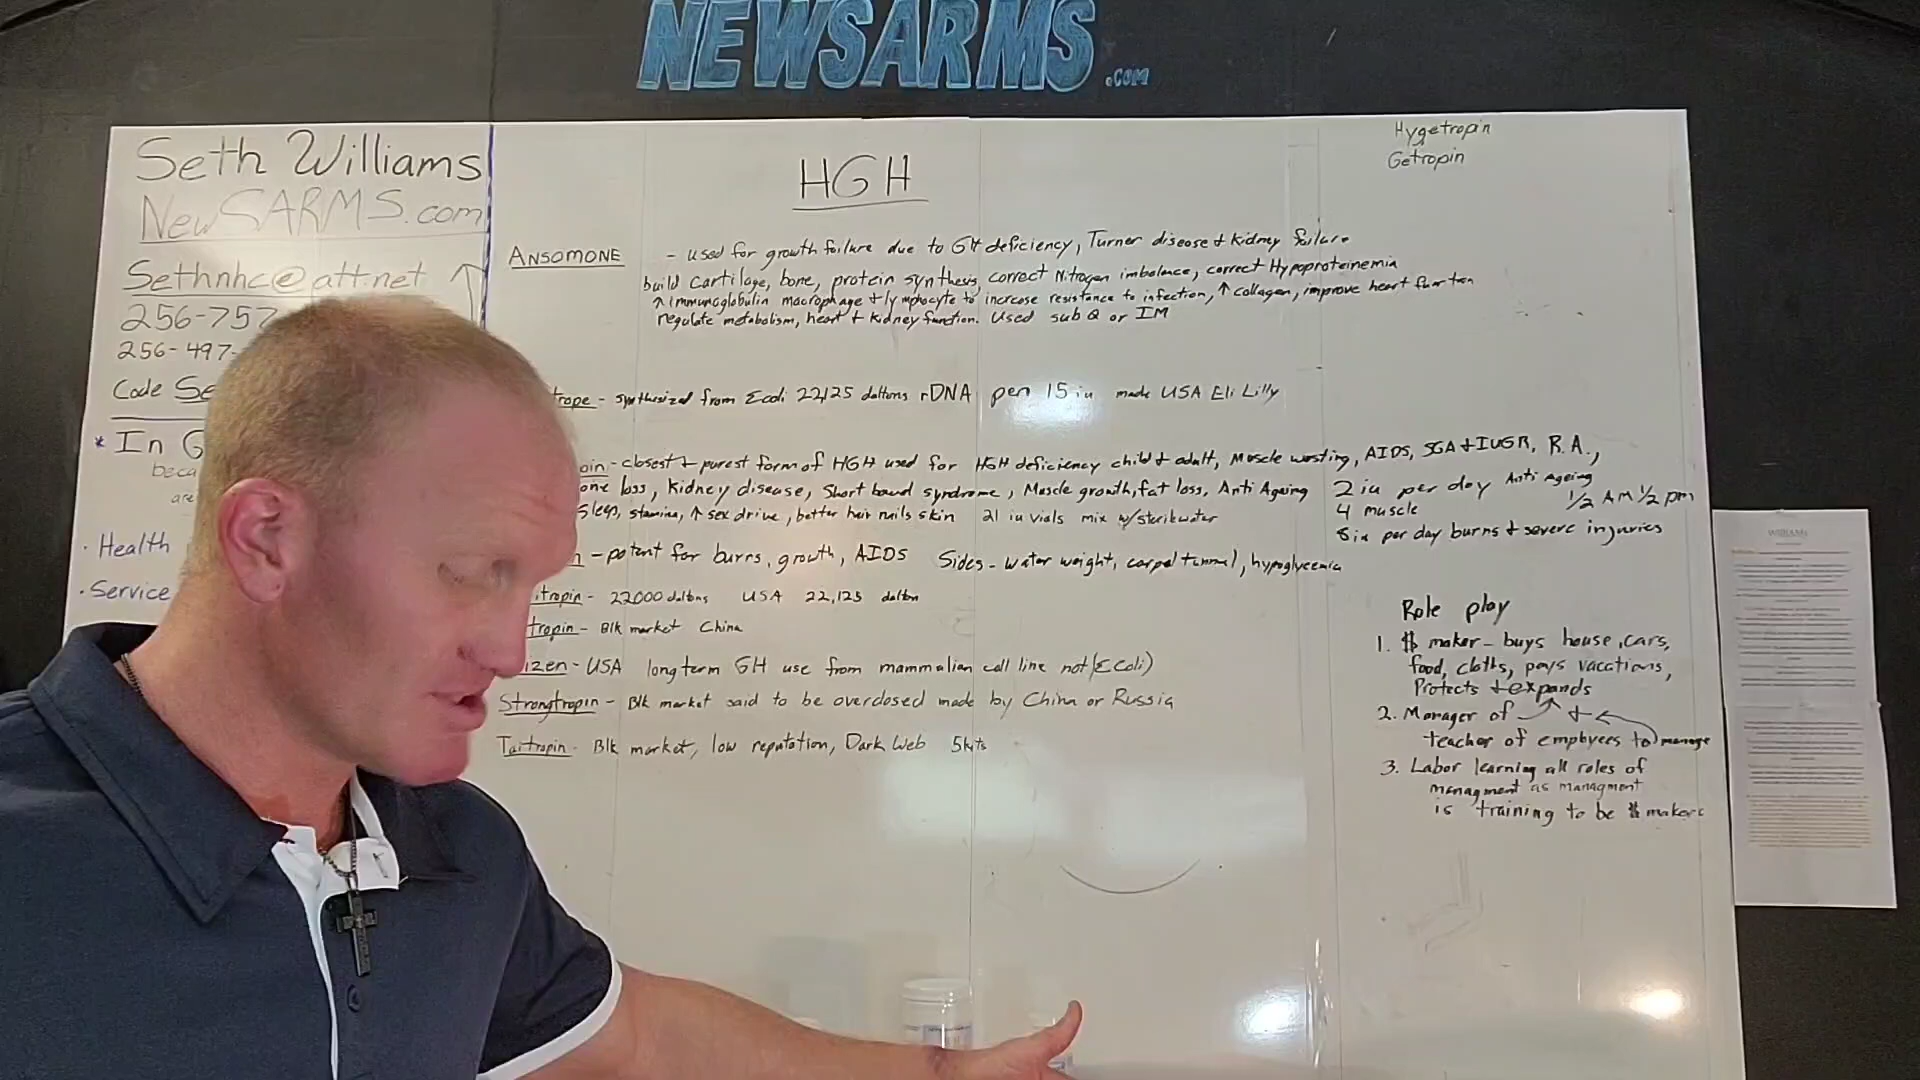 NEWSARMS.COM
Seth Williams
NewSARMS.com
Sethnhc@att.net
256-757
256-497-
Code Se
* In G
beca
are
· Health
· Service
HGH
Hygetropin
Getropin
ANSOMONE - used for growth failure due to GH deficiency, Turner disease + kidney failure
build cartilage, bone, protein synthesis, correct Nitrogen imbalance, correct Hypoproteinemia
↑ immunoglobulin macrophage + lymphocyte to increase resistance to infection, ↑ collagen, improve heart function
regulate metabolism, heart + kidney function. Used sub Q or IM
trope - synthesized from Ecoli 22,125 daltons rDNA pen 15 iu made USA Eli Lilly
pin - closest + purest form of HGH used for HGH deficiency child + adult, Muscle wasting, AIDS, SGA + IUGR, R.A.,
one loss, kidney disease, Short bowel syndrome, Muscle growth, fat loss, Anti Ageing
sleep, stamina, ↑ sex drive, better hair nails skin 21 iu vials mix w/sterile water
2 iu per day Anti Ageing
1/2 AM 1/2 pm
4 muscle
8 iu per day burns + severe injuries
n - potent for burns, growth, AIDS Sides - water weight, carpal tunnel, hypoglycemia
itropin - 22000 daltons USA 22,125 dalton
tropin - Blk market China
izen - USA long term GH use from mammalian cell line not (Ecoli)
Strongtropin - Blk market said to be overdosed made by China or Russia
Taitropin - Blk market, low reputation, Dark Web 5kits
Role play
1. $ maker - buys house, cars,
food, cloths, pays vacations,
Protects + expands
2. Manager of +
teacher of employees to manage
3. Labor learning all roles of
managment as managment
is training to be $ makers
WILLIAMS